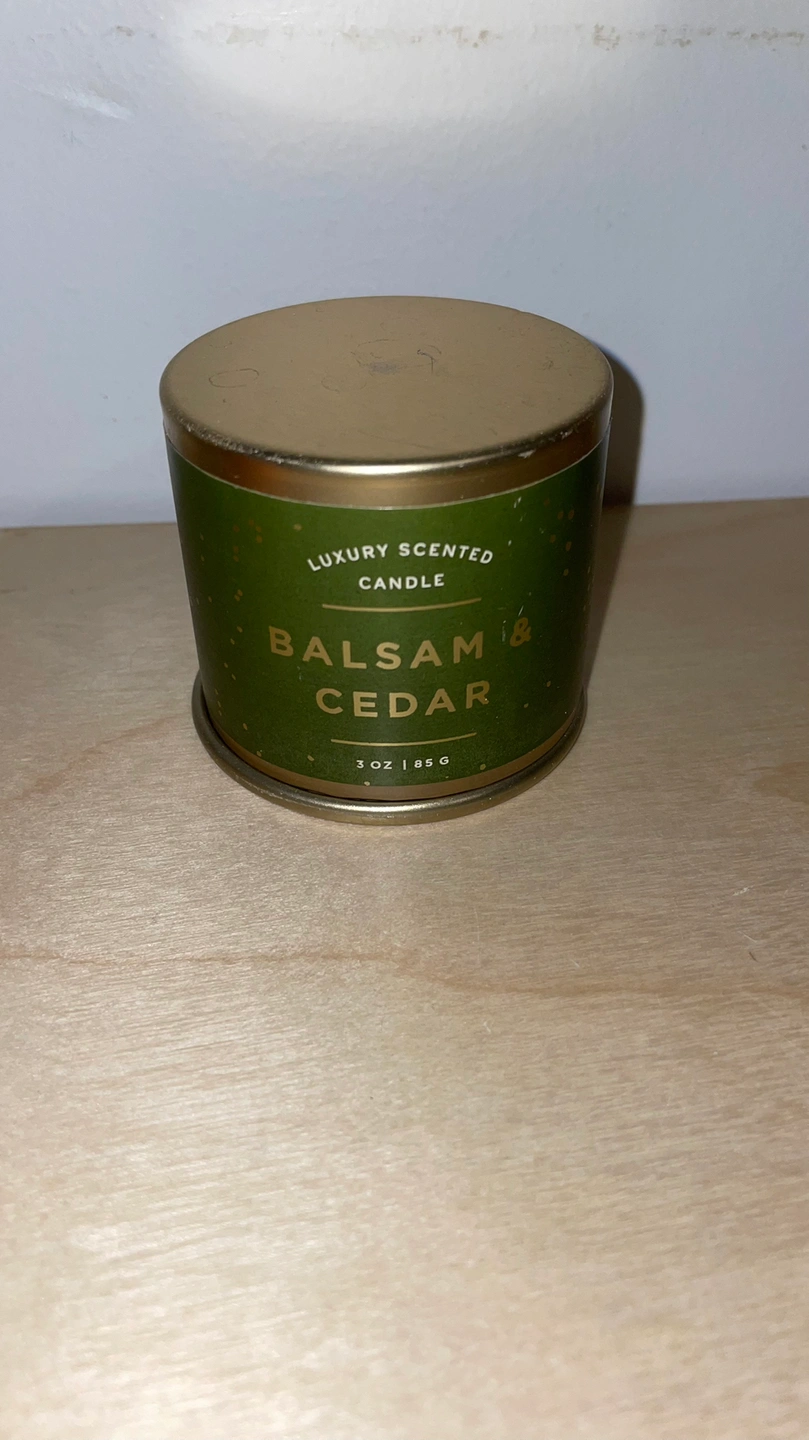 LUXURY SCENTED
CANDLE
BALSAM &
CEDAR
3 OZ | 85 G